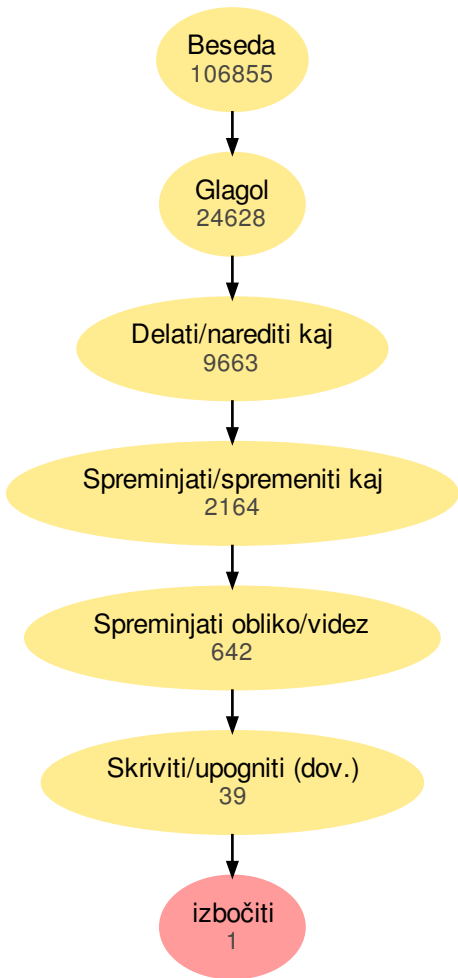 Beseda
106855
Glagol
24628
Delati/narediti kaj
9663
Spreminjati/spremeniti kaj
2164
Spreminjati obliko/videz
642
Skriviti/upogniti (dov.)
39
izbočiti
1